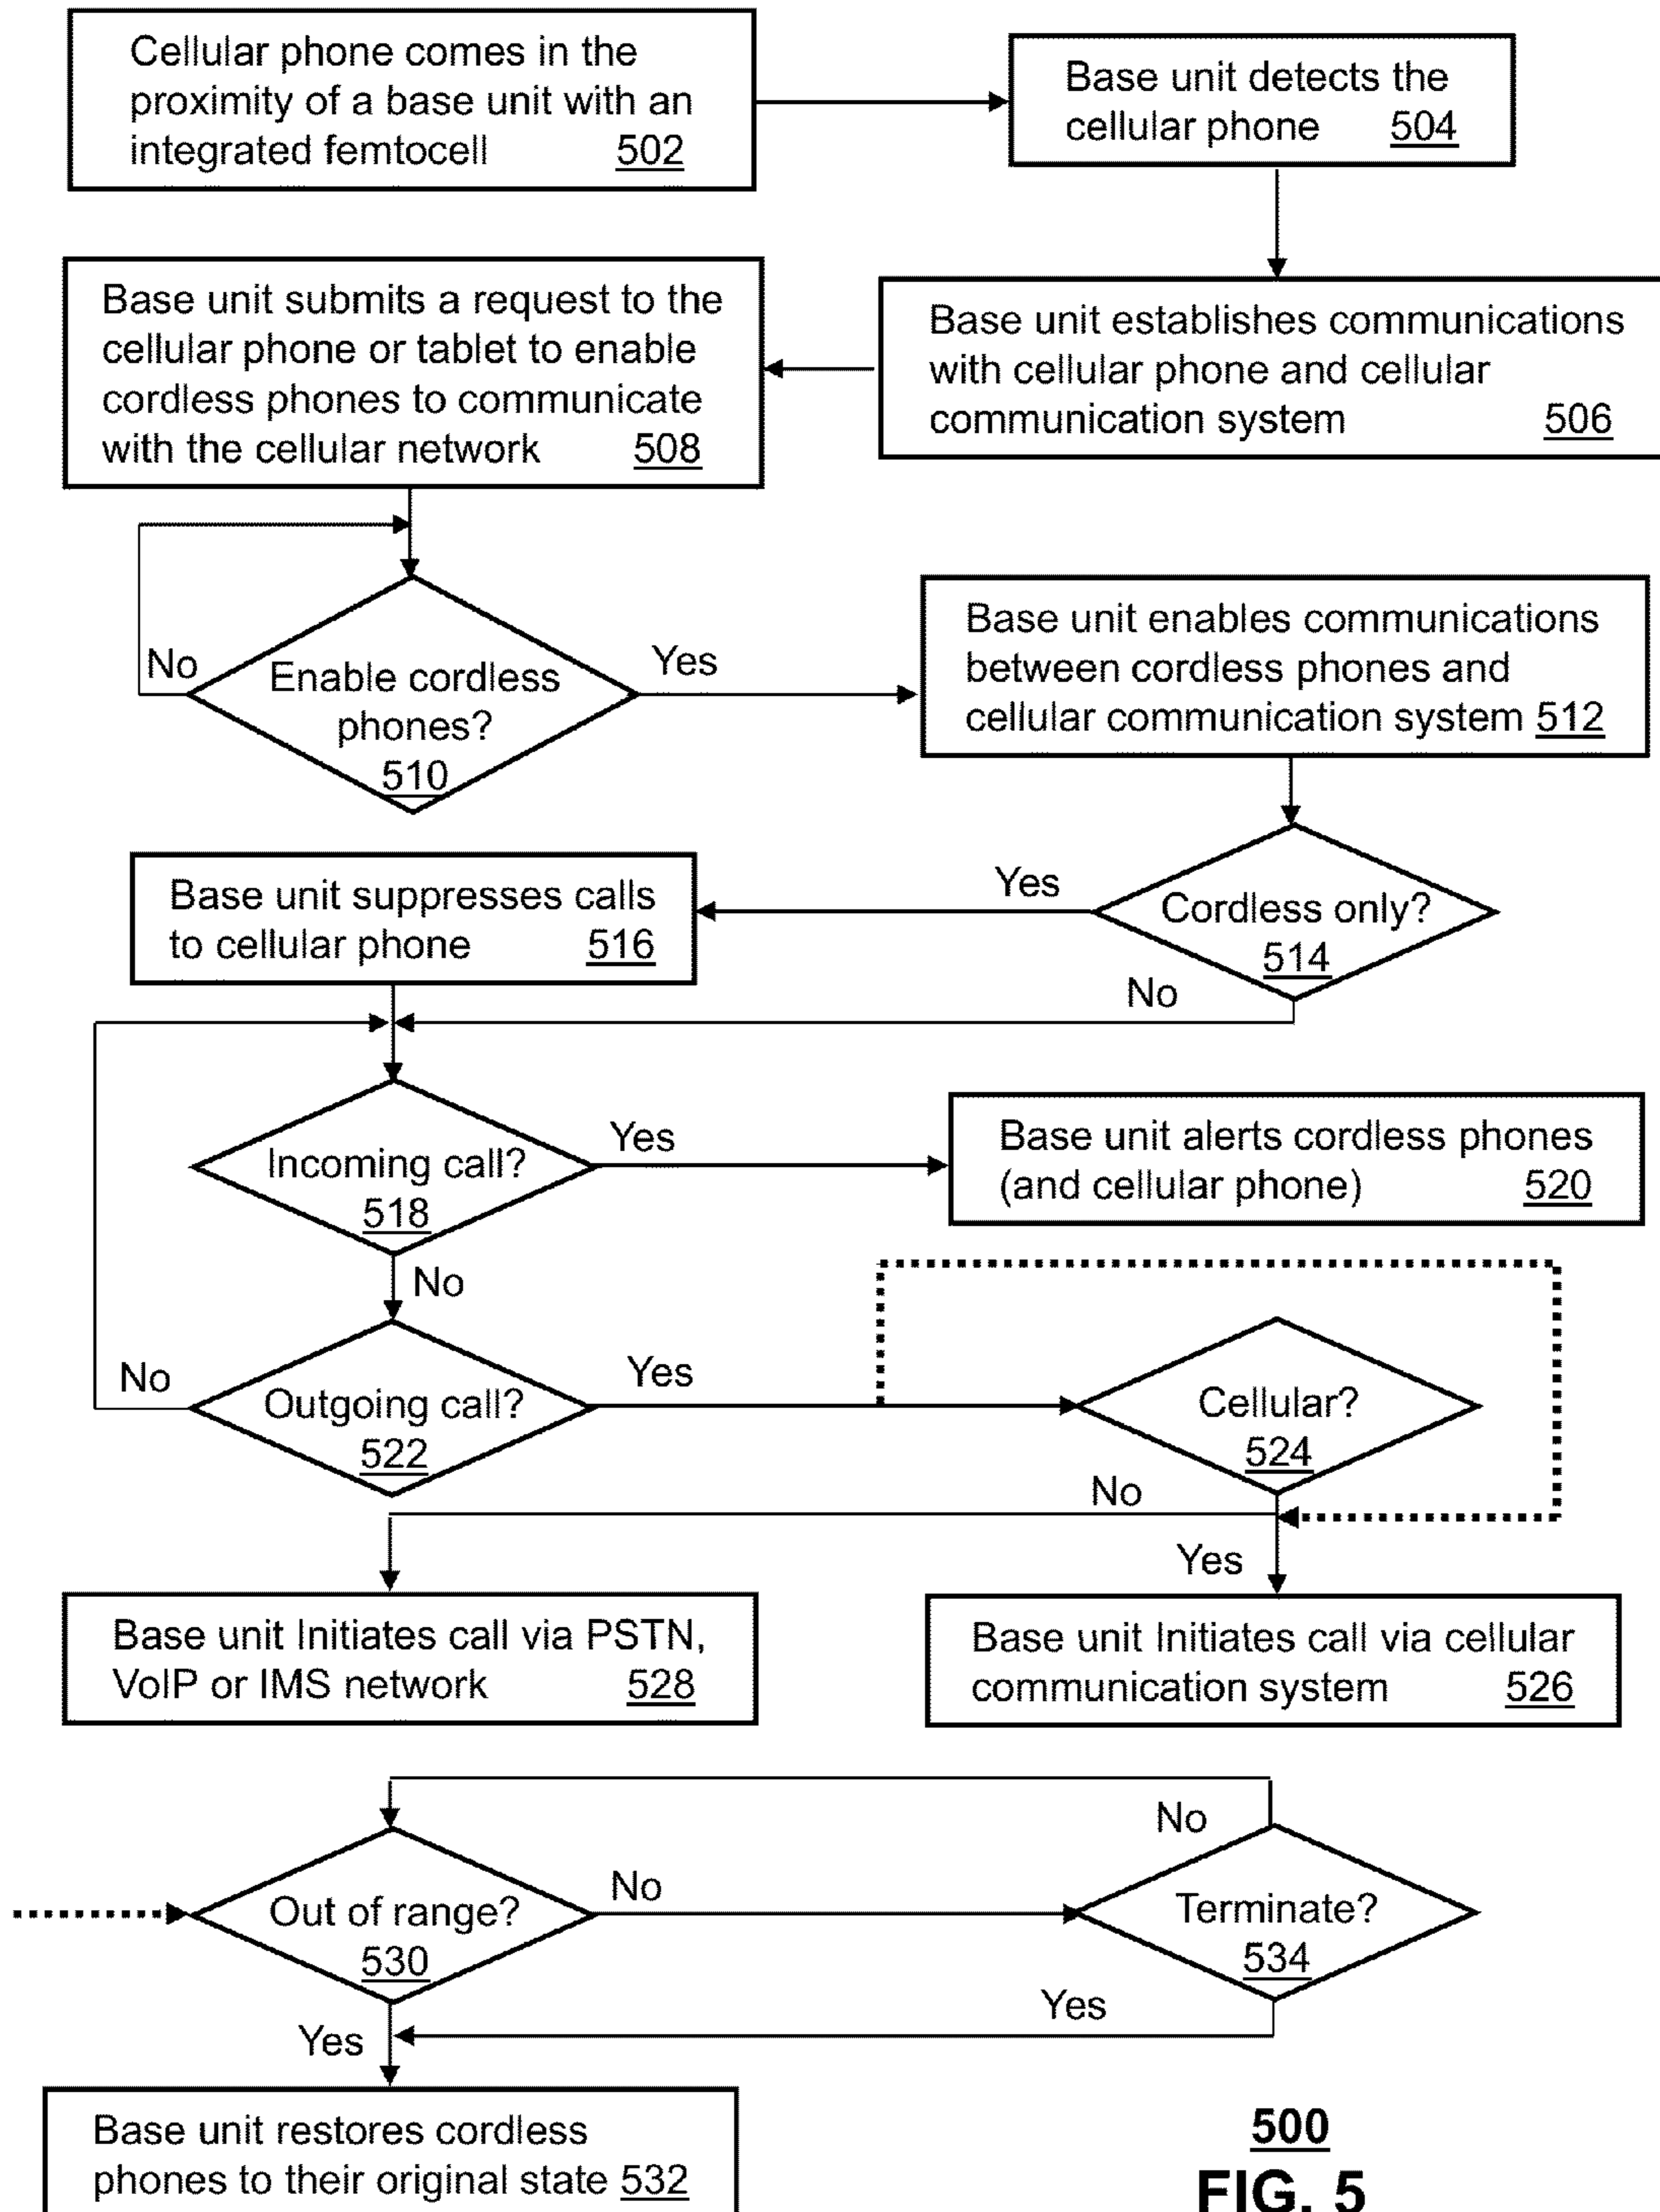 Cellular phone comes in the
proximity of a base unit with an
integrated femtocell 502
Base unit detects the
cellular phone 504
Base unit establishes communications
with cellular phone and cellular
communication system 506
Base unit submits a request to the
cellular phone or tablet to enable
cordless phones to communicate
with the cellular network 508
No
Enable cordless
phones?
510
Yes
Base unit enables communications
between cordless phones and
cellular communication system 512
Cordless only?
514
Yes
No
Base unit suppresses calls
to cellular phone 516
Incoming call?
518
Yes
No
Base unit alerts cordless phones
(and cellular phone) 520
No
Outgoing call?
522
Yes
Cellular?
524
No
Yes
Base unit Initiates call via PSTN,
VoIP or IMS network 528
Base unit Initiates call via cellular
communication system 526
No
Out of range?
530
No
Terminate?
534
Yes
Yes
Base unit restores cordless
phones to their original state 532
500
FIG. 5